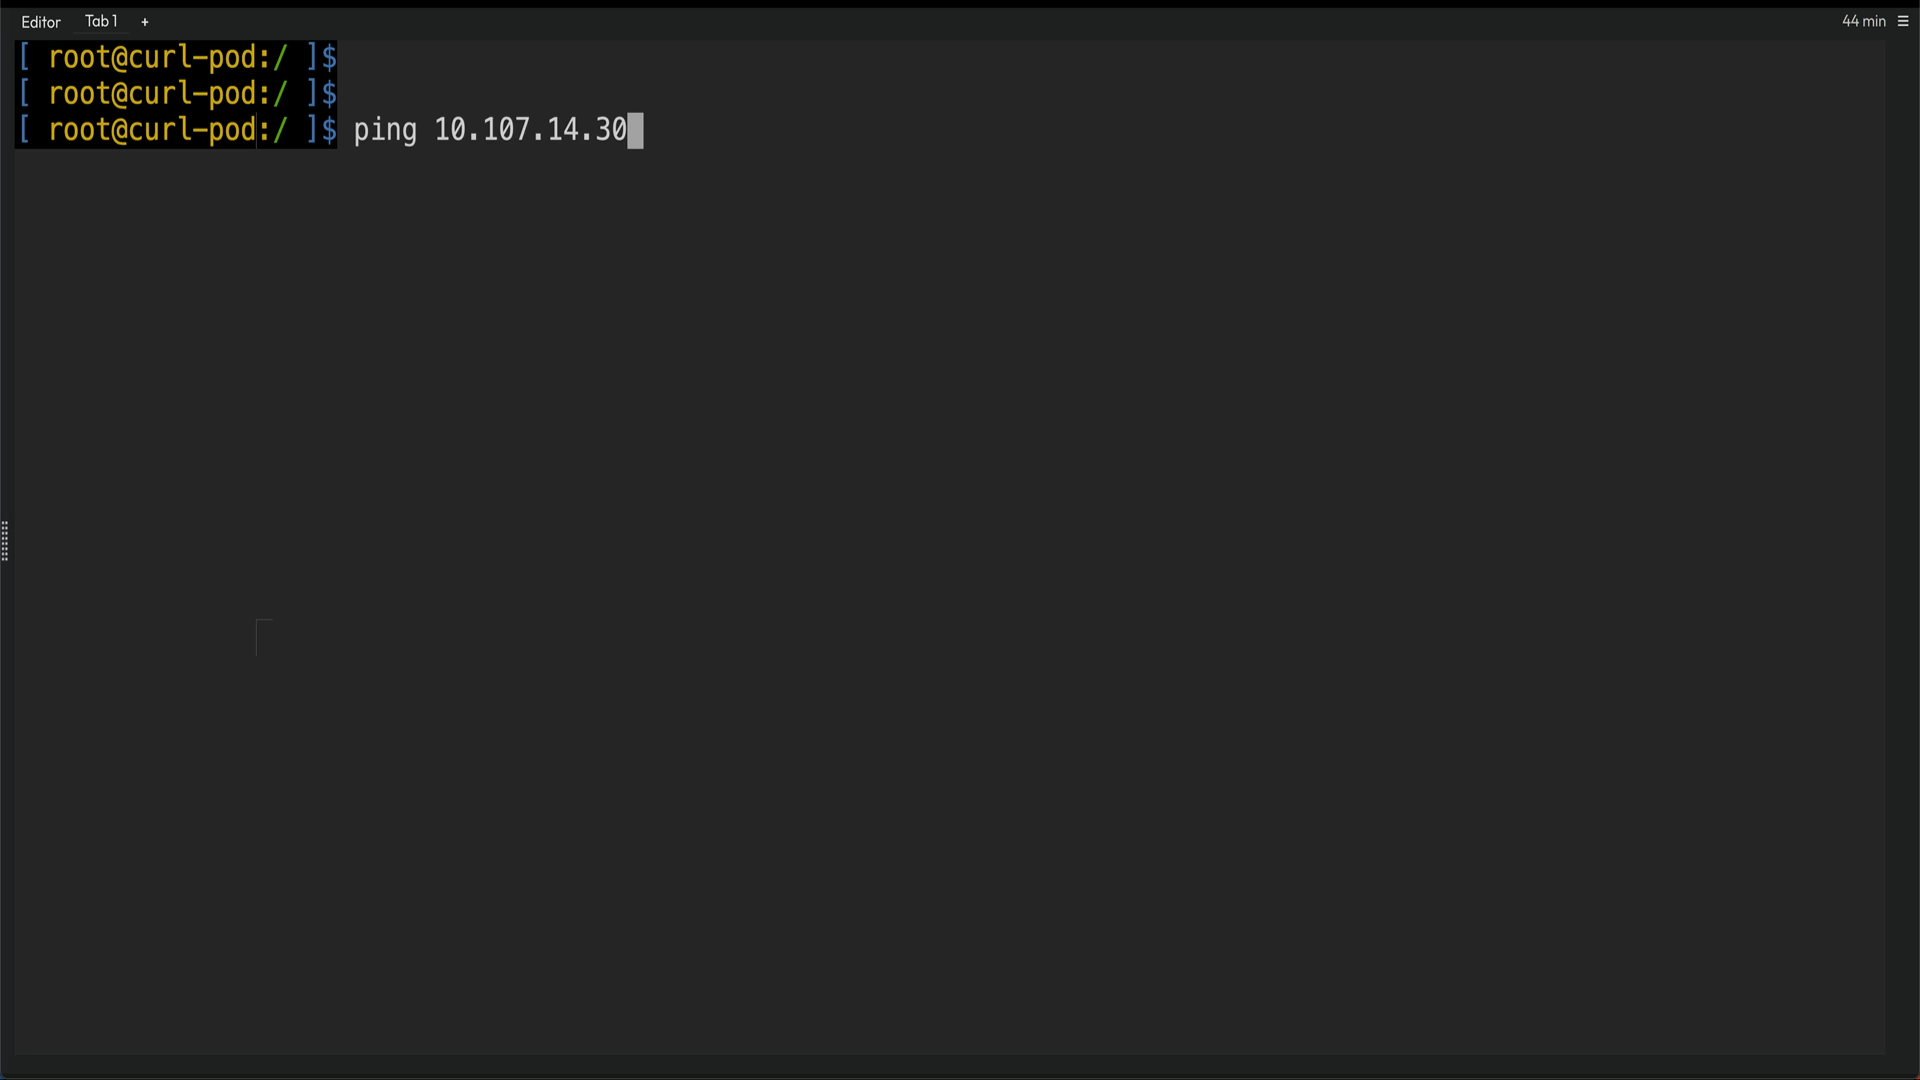 Editor Tab 1 + 44 min ☰
[ root@curl-pod:/ ]$
[ root@curl-pod:/ ]$
[ root@curl-pod:/ ]$ ping 10.107.14.30